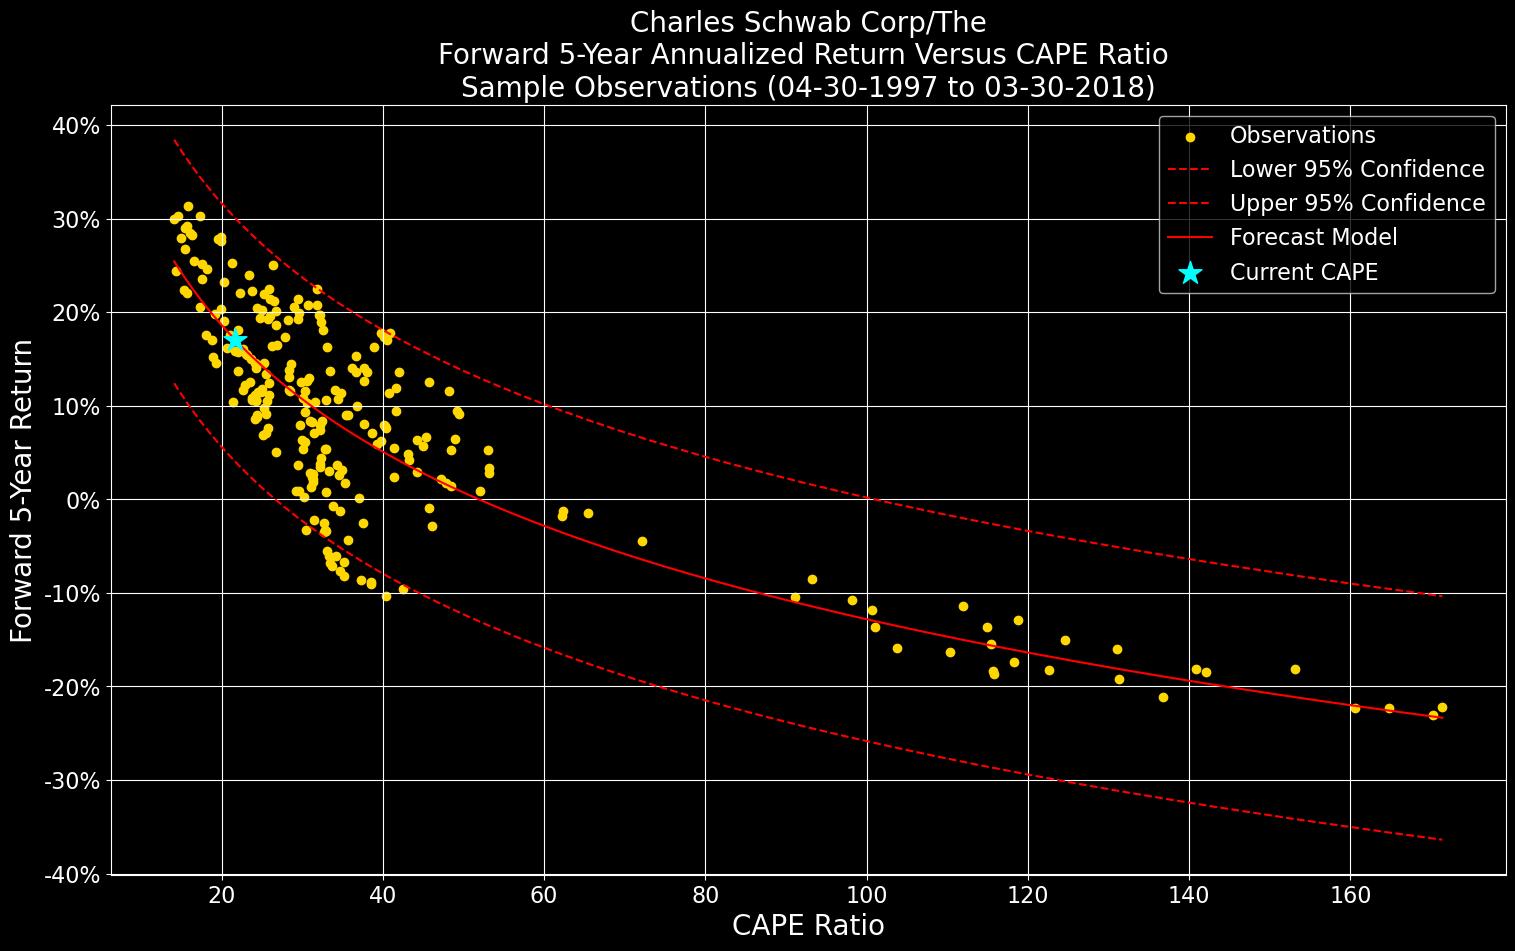 Charles Schwab Corp/The
Forward 5-Year Annualized Return Versus CAPE Ratio
Sample Observations (04-30-1997 to 03-30-2018)
Observations
Lower 95% Confidence
Upper 95% Confidence
Forecast Model
Current CAPE
Forward 5-Year Return
40%
30%
20%
10%
0%
-10%
-20%
-30%
-40%
20 40 60 80 100 120 140 160
CAPE Ratio